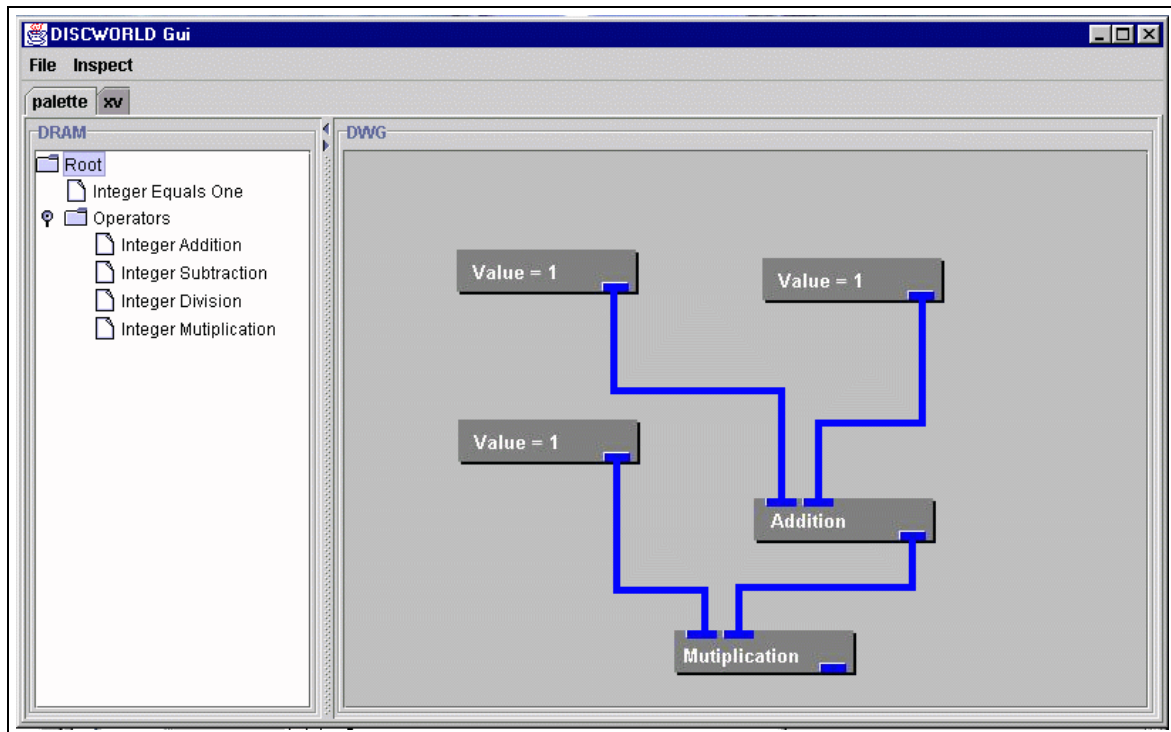 DISCWORLD Gui
File Inspect
palette xv
DRAM
Root
Integer Equals One
Operators
Integer Addition
Integer Subtraction
Integer Division
Integer Mutiplication
DWG
Value = 1
Value = 1
Value = 1
Addition
Mutiplication